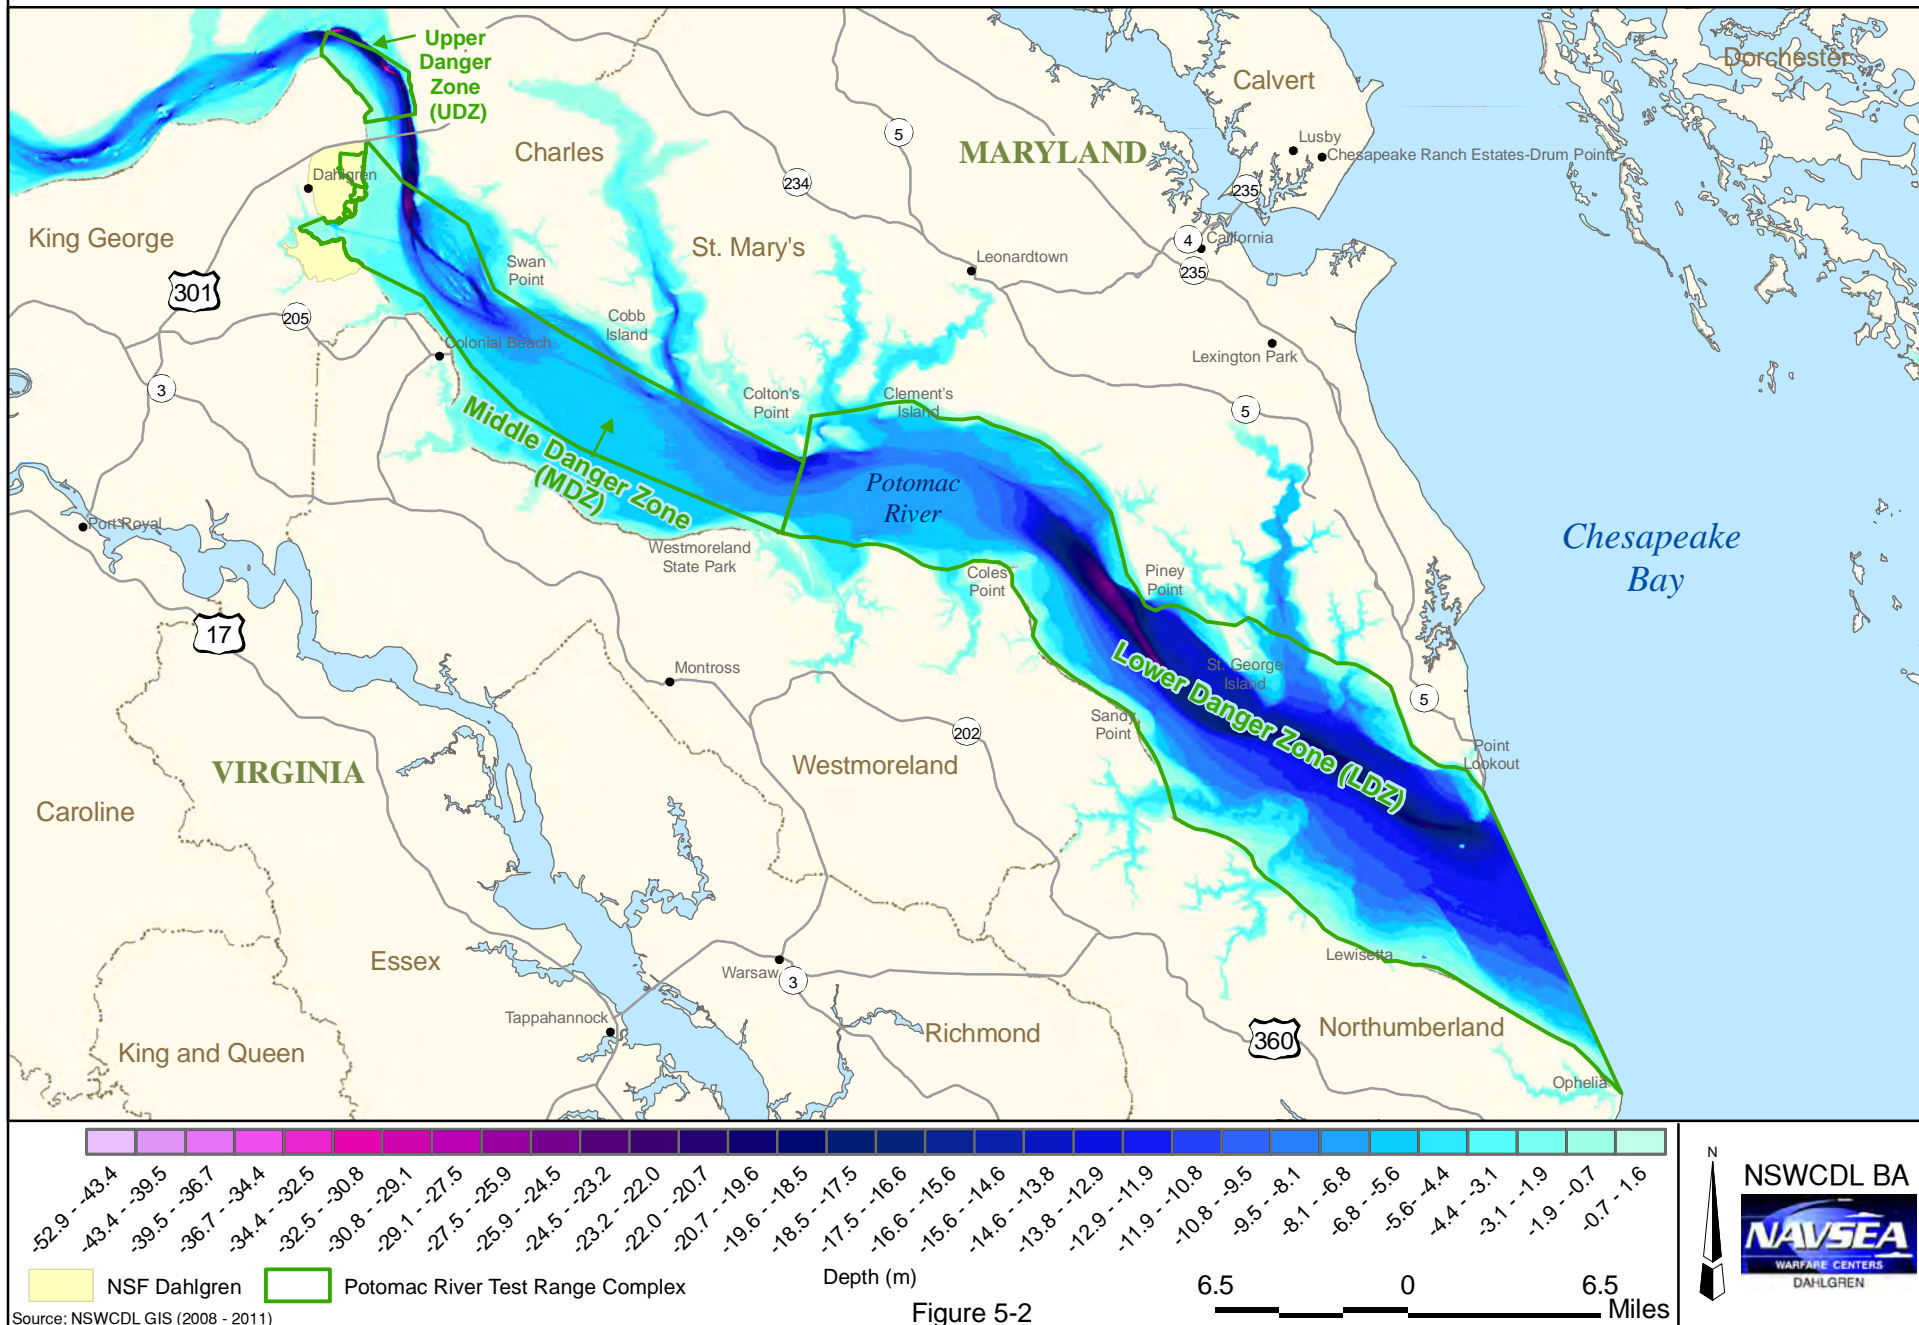 Upper
Danger
Zone
(UDZ)
Dorchester
Calvert
Lusby
Chesapeake Ranch Estates-Drum Point
MARYLAND
5
Charles
234
235
Dahlgren
King George
St. Mary's
4
California
235
Leonardtown
Swan
Point
301
205
Cobb
Island
Colonial Beach
Lexington Park
3
Colton's
Point
Clement's
Island
5
Middle Danger Zone
(MDZ)
Potomac
River
Port Royal
Chesapeake
Bay
Westmoreland
State Park
Coles
Point
Piney
Point
17
Montross
Lower Danger Zone (LDZ)
St. George
Island
5
Sandy
Point
202
Point
Lookout
VIRGINIA
Westmoreland
Caroline
Essex
Warsaw
3
Lewisetta
Tappahannock
Richmond
360
Northumberland
King and Queen
Ophelia
-52.9 - -43.4
-43.4 - -39.5
-39.5 - -36.7
-36.7 - -34.4
-34.4 - -32.5
-32.5 - -30.8
-30.8 - -29.1
-29.1 - -27.5
-27.5 - -25.9
-25.9 - -24.5
-24.5 - -23.2
-23.2 - -22.0
-22.0 - -20.7
-20.7 - -19.6
-19.6 - -18.5
-18.5 - -17.5
-17.5 - -16.6
-16.6 - -15.6
-15.6 - -14.6
-14.6 - -13.8
-13.8 - -12.9
-12.9 - -11.9
-11.9 - -10.8
-10.8 - -9.5
-9.5 - -8.1
-8.1 - -6.8
-6.8 - -5.6
-5.6 - -4.4
-4.4 - -3.1
-3.1 - -1.9
-1.9 - -0.7
-0.7 - 1.6
NSF Dahlgren
Potomac River Test Range Complex
Depth (m)
Source: NSWCDL GIS (2008 - 2011)
Figure 5-2
6.5 0 6.5
Miles
N
NSWCDL BA
NAVSEA
WARFARE CENTERS
DAHLGREN